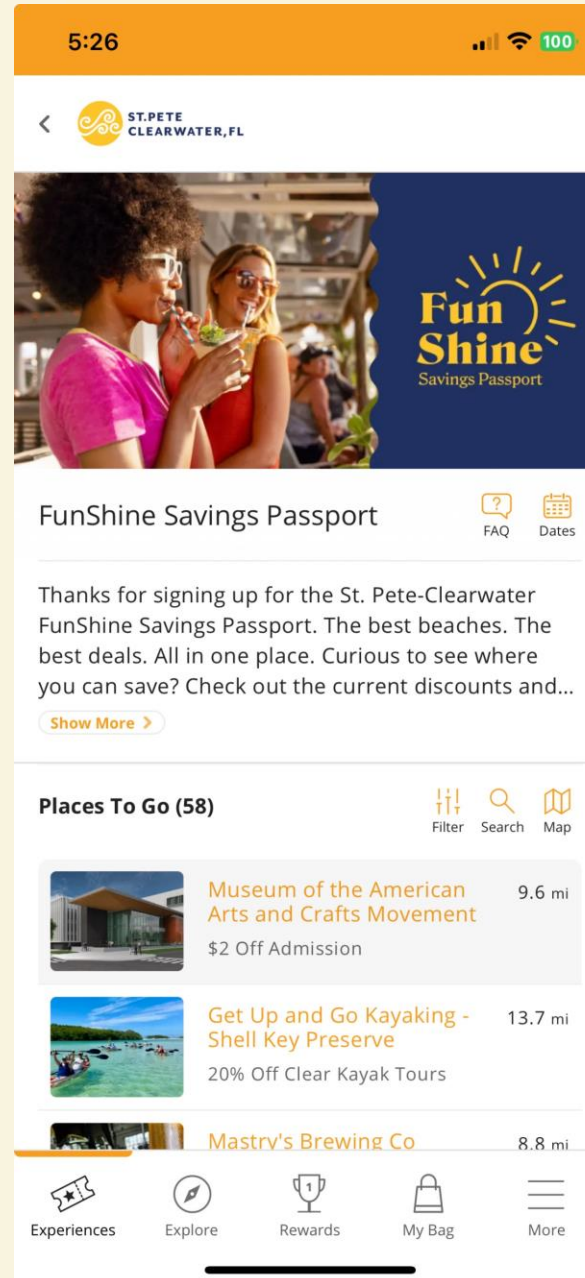 5:26
100
ST.PETE
CLEARWATER,FL
Fun
Shine
Savings Passport
FunShine Savings Passport
FAQ
Dates
Thanks for signing up for the St. Pete-Clearwater
FunShine Savings Passport. The best beaches. The
best deals. All in one place. Curious to see where
you can save? Check out the current discounts and...
Show More
Places To Go (58)
Filter
Search
Map
Museum of the American
Arts and Crafts Movement
9.6 mi
$2 Off Admission
Get Up and Go Kayaking -
Shell Key Preserve
13.7 mi
20% Off Clear Kayak Tours
Mastry's Brewing Co
8.8 mi
1
Experiences
Explore
Rewards
My Bag
More